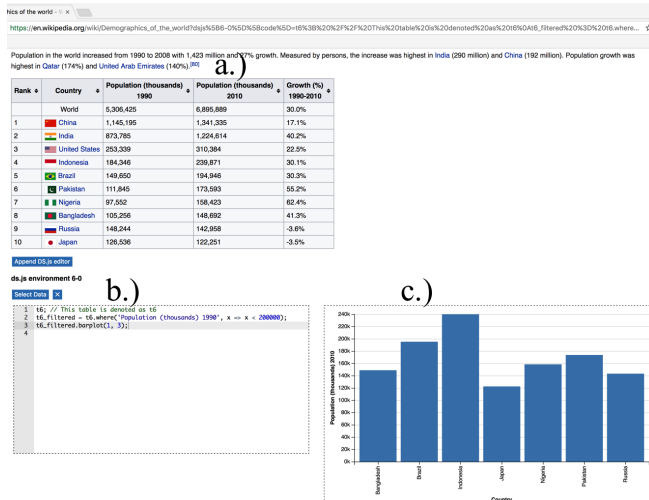 hics of the world - W ×
https://en.wikipedia.org/wiki/Demographics_of_the_world?dsjs%5B6-0%5D%5Bcode%5D=t6%3B%20%2F%2F%20This%20table%20is%20denoted%20as%20t6%0At6_filtered%20%3D%20t6.where...
Population in the world increased from 1990 to 2008 with 1,423 million and 27% growth. Measured by persons, the increase was highest in India (290 million) and China (192 million). Population growth was
highest in Qatar (174%) and United Arab Emirates (140%).[80]
a.)
Rank Country Population (thousands) 1990 Population (thousands) 2010 Growth (%) 1990-2010
World 5,306,425 6,895,889 30.0%
1 China 1,145,195 1,341,335 17.1%
2 India 873,785 1,224,614 40.2%
3 United States 253,339 310,384 22.5%
4 Indonesia 184,346 239,871 30.1%
5 Brazil 149,650 194,946 30.3%
6 Pakistan 111,845 173,593 55.2%
7 Nigeria 97,552 158,423 62.4%
8 Bangladesh 105,256 148,692 41.3%
9 Russia 148,244 142,958 -3.6%
10 Japan 126,536 122,251 -3.5%
Append DS.js editor
ds.js environment 6-0
b.)
Select Data ×
1 t6; // This table is denoted as t6
2 t6_filtered = t6.where('Population (thousands) 1990', x => x < 200000);
3 t6_filtered.barplot(1, 3);
4
c.)
Population (thousands) 2010
240k
220k
200k
180k
160k
140k
120k
100k
80k
60k
40k
20k
0k
Bangladesh
Brazil
Indonesia
Japan
Nigeria
Pakistan
Russia
Country